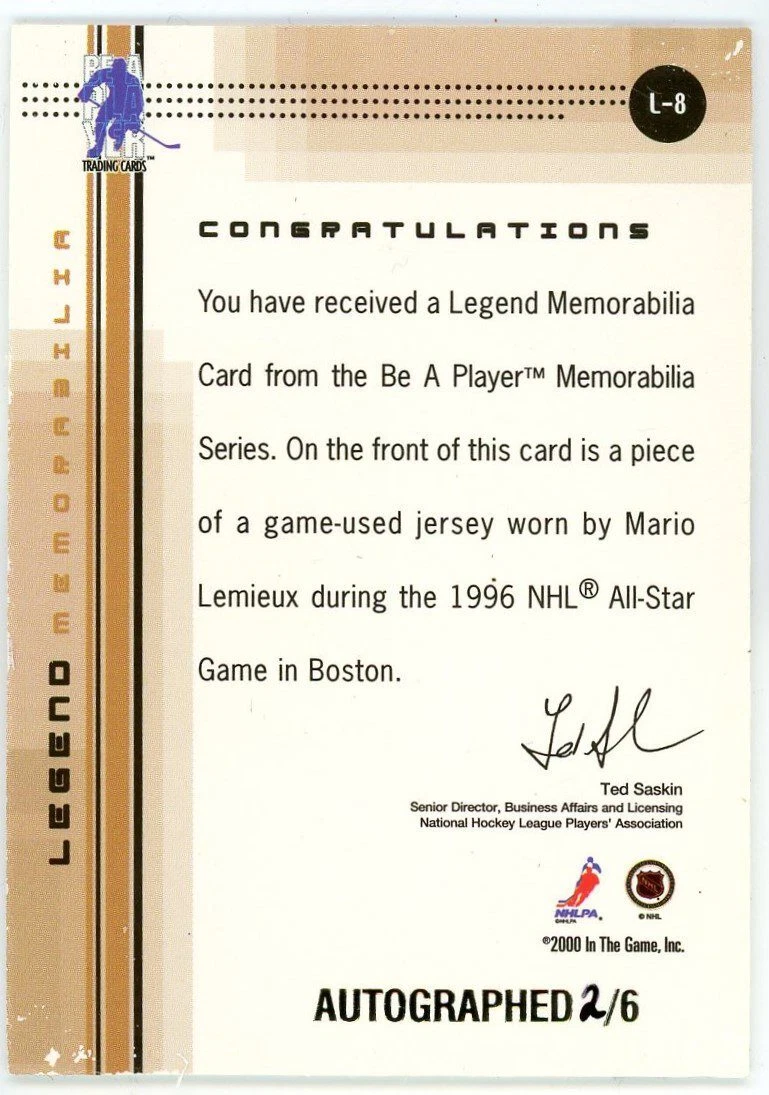 BE A
PLAYER
TRADING CARDS™
L-8
LEGEND MEMORABILIA
CONGRATULATIONS
You have received a Legend Memorabilia
Card from the Be A Player™ Memorabilia
Series. On the front of this card is a piece
of a game-used jersey worn by Mario
Lemieux during the 1996 NHL® All-Star
Game in Boston.
Ted Saskin
Senior Director, Business Affairs and Licensing
National Hockey League Players' Association
NHLPA®
©NHLPA
©NHL
©2000 In The Game, Inc.
AUTOGRAPHED 2/6